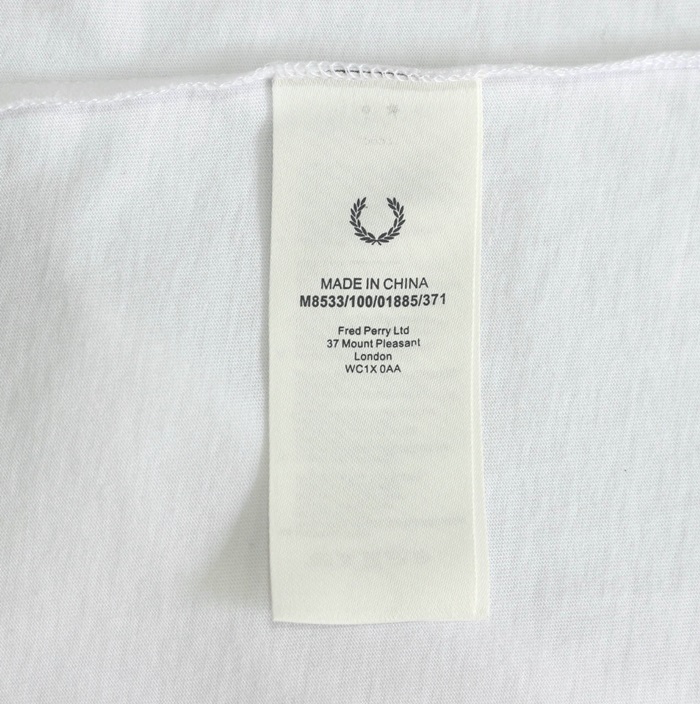 MADE IN CHINA
M8533/100/01885/371
Fred Perry Ltd
37 Mount Pleasant
London
WC1X 0AA